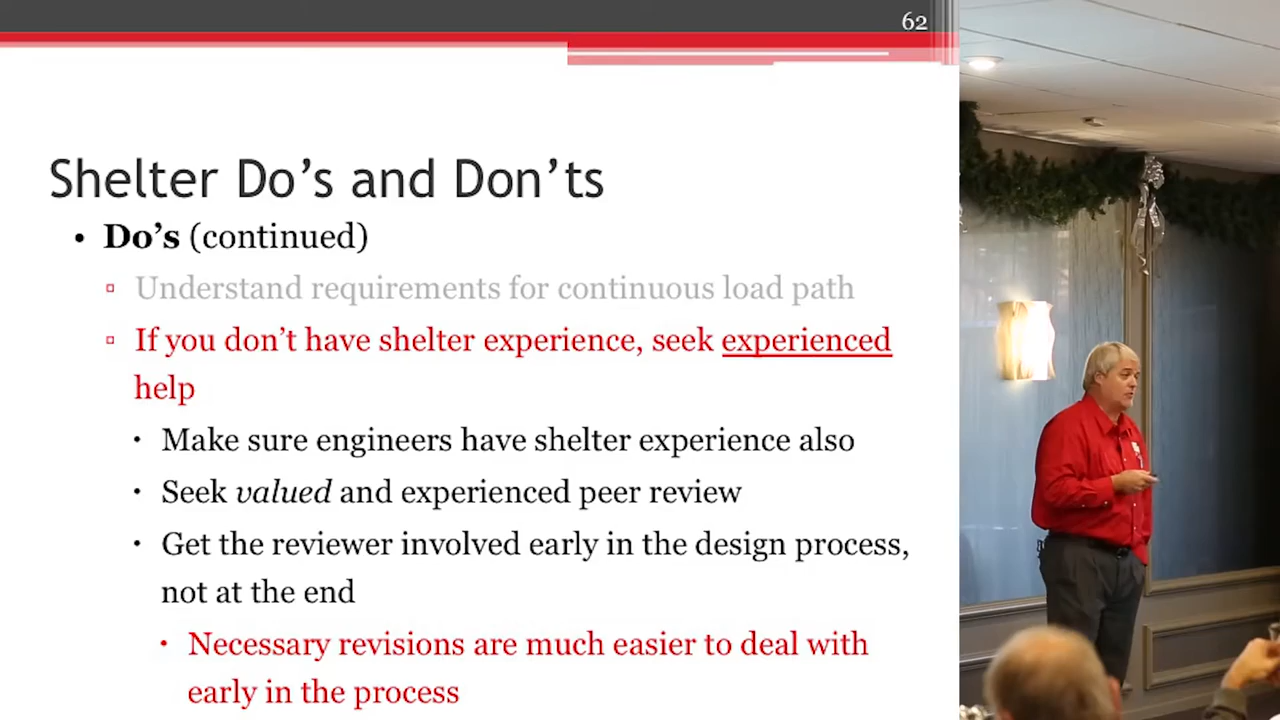 62
Shelter Do’s and Don’ts
• Do’s (continued)
▫ Understand requirements for continuous load path
▫ If you don’t have shelter experience, seek experienced
help
• Make sure engineers have shelter experience also
• Seek valued and experienced peer review
• Get the reviewer involved early in the design process,
not at the end
• Necessary revisions are much easier to deal with
early in the process